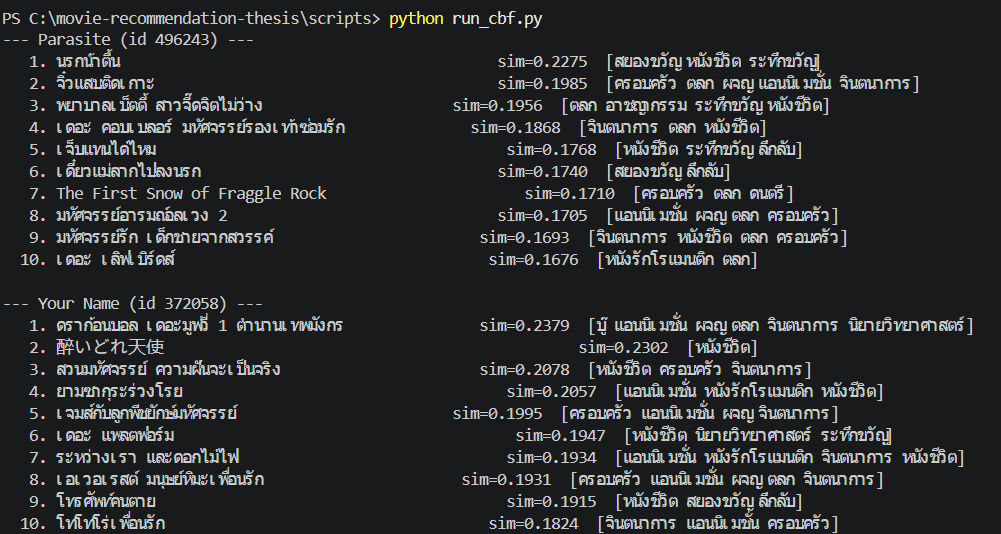 PS C:\movie-recommendation-thesis\scripts> python run_cbf.py
--- Parasite (id 496243) ---
1. นรกน้ำตื้น sim=0.2275 [สยองขวัญ หนังชีวิต ระทึกขวัญ]
2. จิ๋วแสบติดเกาะ sim=0.1985 [ครอบครัว ตลก ผจญ แอนนิเมชั่น จินตนาการ]
3. พยาบาลเบ็ตตี้ สาวจี๊ดจิตไม่ว่าง sim=0.1956 [ตลก อาชญากรรม ระทึกขวัญ หนังชีวิต]
4. เดอะ คอบเบลอร์ มหัศจรรย์รองเท้าซ่อมรัก sim=0.1868 [จินตนาการ ตลก หนังชีวิต]
5. เจ็บแทนได้ไหม sim=0.1768 [หนังชีวิต ระทึกขวัญ ลึกลับ]
6. เดี๋ยวแม่ลากไปลงนรก sim=0.1740 [สยองขวัญ ลึกลับ]
7. The First Snow of Fraggle Rock sim=0.1710 [ครอบครัว ตลก ดนตรี]
8. มหัศจรรย์อารมณ์อลเวง 2 sim=0.1705 [แอนนิเมชั่น ผจญ ตลก ครอบครัว]
9. มหัศจรรย์รัก เด็กชายจากสวรรค์ sim=0.1693 [จินตนาการ หนังชีวิต ตลก ครอบครัว]
10. เดอะ เลิฟเบิร์ดส์ sim=0.1676 [หนังรักโรแมนติก ตลก]
--- Your Name (id 372058) ---
1. ดราก้อนบอล เดอะมูฟวี่ 1 ตำนานเทพมังกร sim=0.2379 [บู๊ แอนนิเมชั่น ผจญ ตลก จินตนาการ นิยายวิทยาศาสตร์]
2. 醉いどれ天使 sim=0.2302 [หนังชีวิต]
3. สวนมหัศจรรย์ ความฝันจะเป็นจริง sim=0.2078 [หนังชีวิต ครอบครัว จินตนาการ]
4. ยามซากุระร่วงโรย sim=0.2057 [แอนนิเมชั่น หนังรักโรแมนติก หนังชีวิต]
5. เจมส์กับลูกพีชยักษ์มหัศจรรย์ sim=0.1995 [ครอบครัว แอนนิเมชั่น ผจญ จินตนาการ]
6. เดอะ แพลตฟอร์ม sim=0.1947 [หนังชีวิต นิยายวิทยาศาสตร์ ระทึกขวัญ]
7. ระหว่างเรา และดอกไม้ไฟ sim=0.1934 [แอนนิเมชั่น หนังรักโรแมนติก จินตนาการ หนังชีวิต]
8. เอเวอเรสต์ มนุษย์หิมะเพื่อนรัก sim=0.1931 [ครอบครัว แอนนิเมชั่น ผจญ ตลก จินตนาการ]
9. โทรศัพท์คนตาย sim=0.1915 [หนังชีวิต สยองขวัญ ลึกลับ]
10. โทโทโร่เพื่อนรัก sim=0.1824 [จินตนาการ แอนนิเมชั่น ครอบครัว]